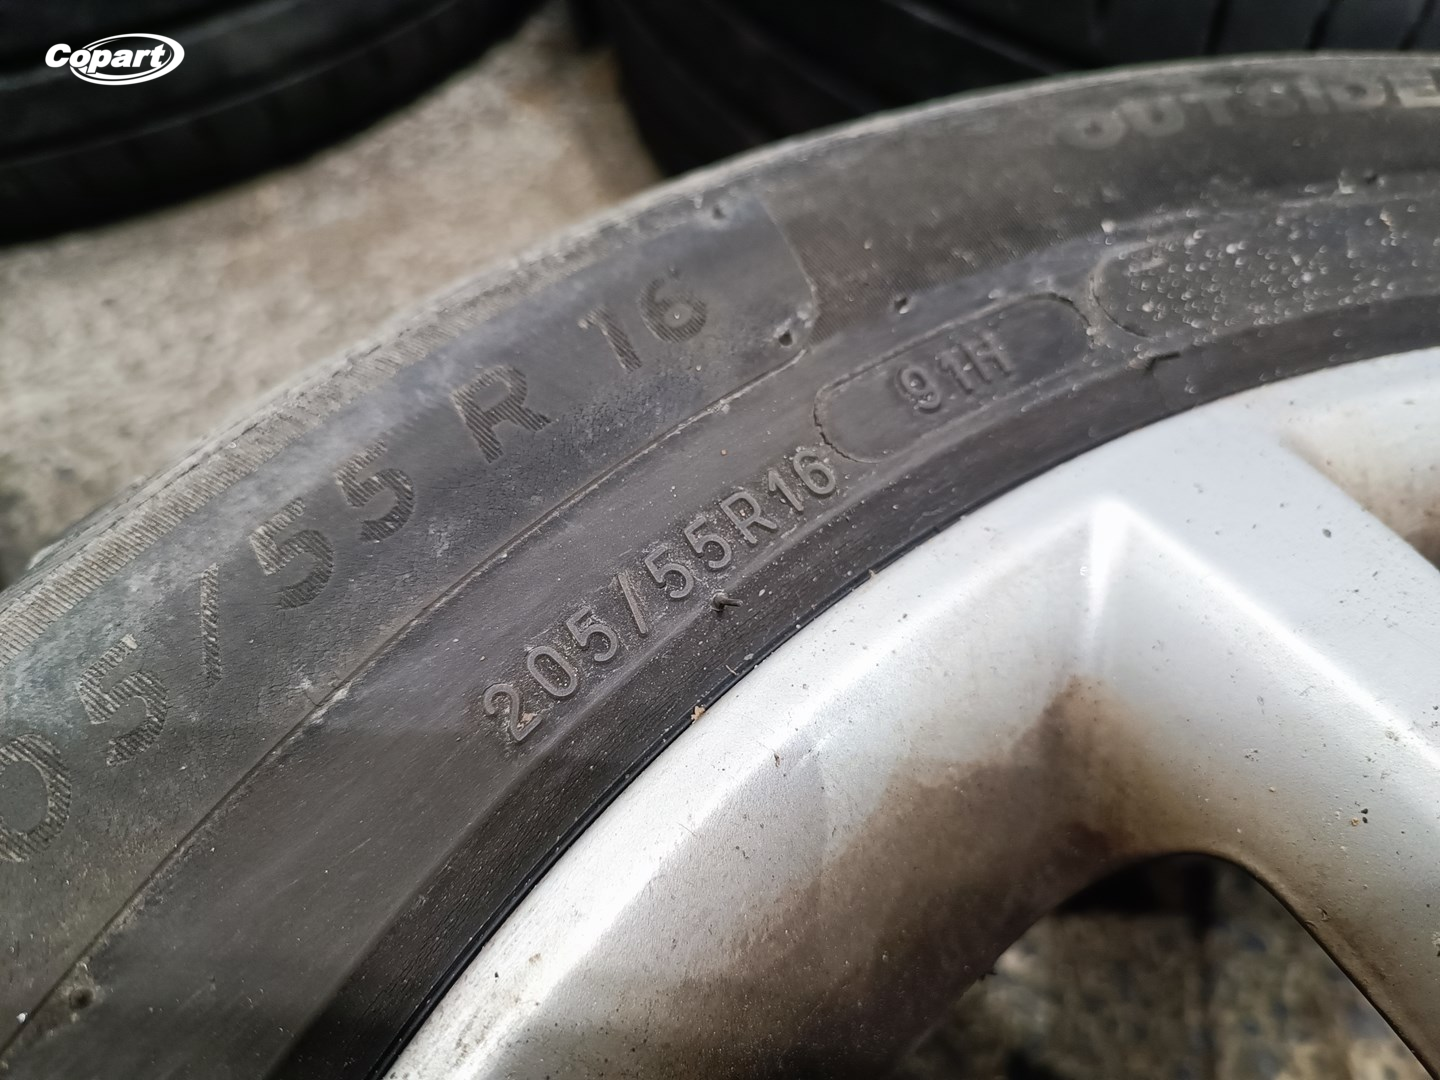 Copart
OUTSIDE
05/55 R 16
91H
205/55R16